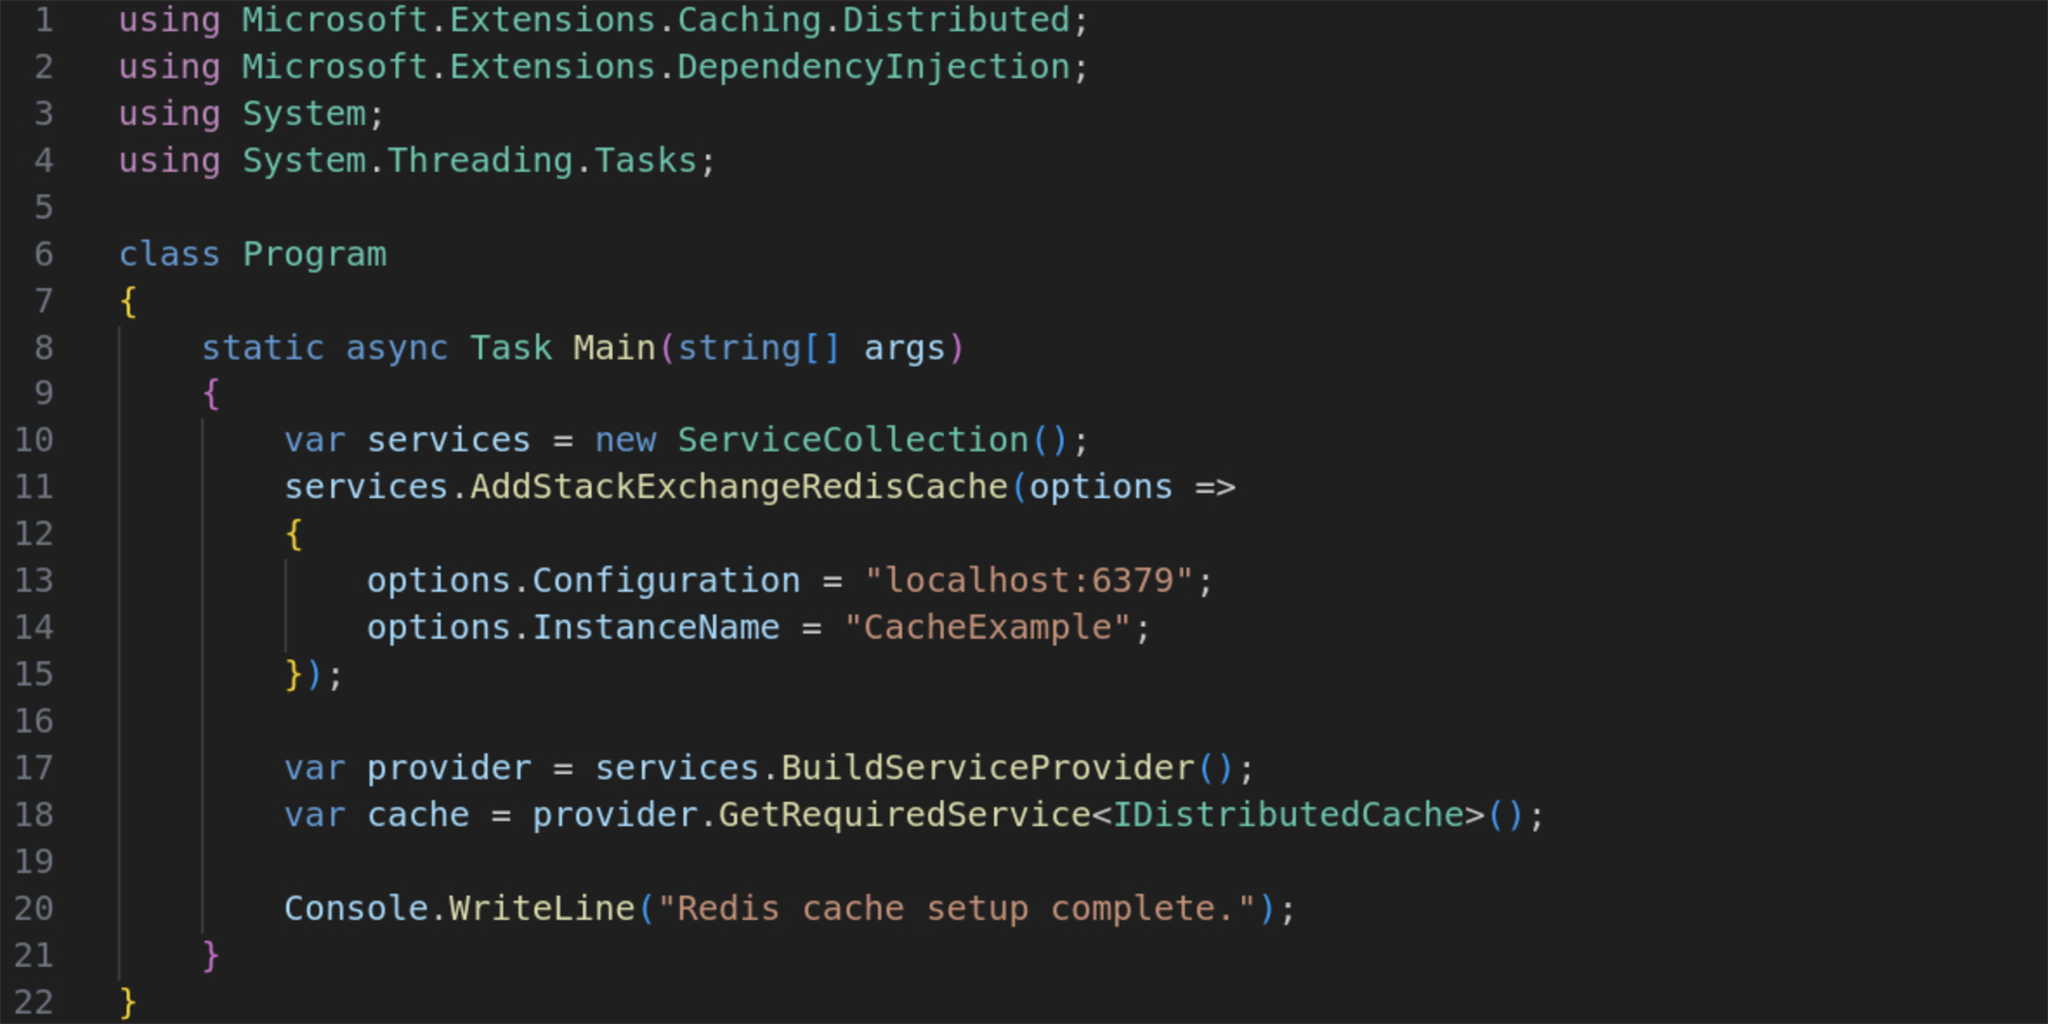 1 using Microsoft.Extensions.Caching.Distributed;
2 using Microsoft.Extensions.DependencyInjection;
3 using System;
4 using System.Threading.Tasks;
5
6 class Program
7 {
8     static async Task Main(string[] args)
9     {
10         var services = new ServiceCollection();
11         services.AddStackExchangeRedisCache(options =>
12         {
13             options.Configuration = "localhost:6379";
14             options.InstanceName = "CacheExample";
15         });
16
17         var provider = services.BuildServiceProvider();
18         var cache = provider.GetRequiredService<IDistributedCache>();
19
20         Console.WriteLine("Redis cache setup complete.");
21     }
22 }